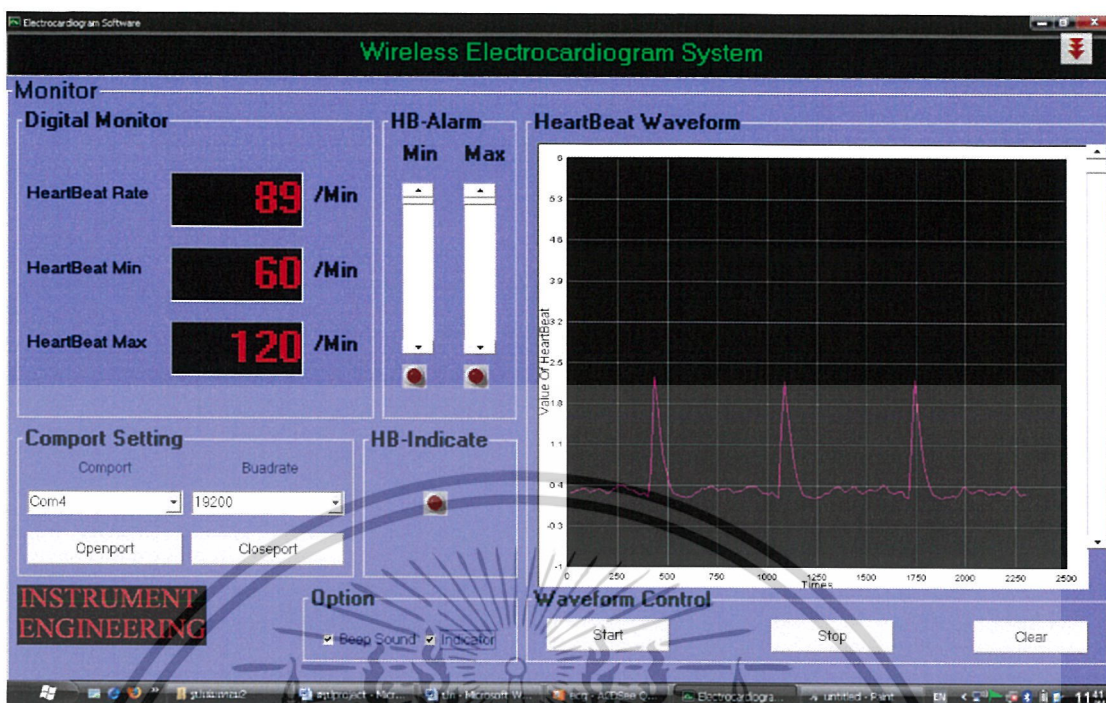 Electrocardiogram Software
Wireless Electrocardiogram System
Monitor
Digital Monitor
HeartBeat Rate 89 /Min
HeartBeat Min 60 /Min
HeartBeat Max 120 /Min
HB-Alarm
Min Max
HeartBeat Waveform
Value Of HeartBeat
6
5.3
4.6
3.9
3.2
2.5
1.8
1.1
0.4
-0.3
-1
0 250 500 750 1000 1250 1500 1750 2000 2250 2500
Times
Comport Setting
Comport Buadrate
Com4 19200
Openport Closeport
HB-Indicate
INSTRUMENT
ENGINEERING
Option
Beep Sound Indicator
Waveform Control
Start Stop Clear
Electrocardiogra... untitled - Paint EN 11:41